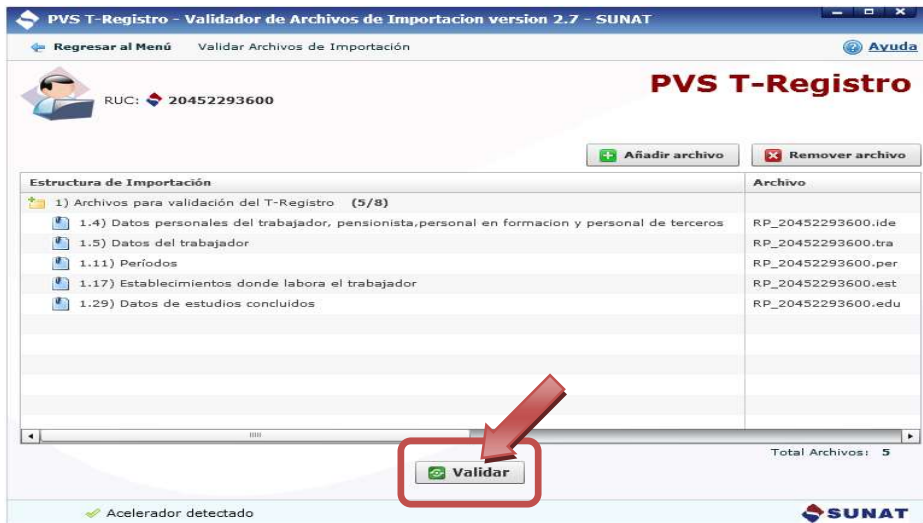 PVS T-Registro - Validador de Archivos de Importacion version 2.7 - SUNAT
Regresar al Menú Validar Archivos de Importación Ayuda
RUC: 20452293600
PVS T-Registro
Añadir archivo Remover archivo
Estructura de Importación Archivo
1) Archivos para validación del T-Registro (5/8)
1.4) Datos personales del trabajador, pensionista,personal en formacion y personal de terceros RP_20452293600.ide
1.5) Datos del trabajador RP_20452293600.tra
1.11) Períodos RP_20452293600.per
1.17) Establecimientos donde labora el trabajador RP_20452293600.est
1.29) Datos de estudios concluidos RP_20452293600.edu
Total Archivos: 5
Validar
Acelerador detectado SUNAT